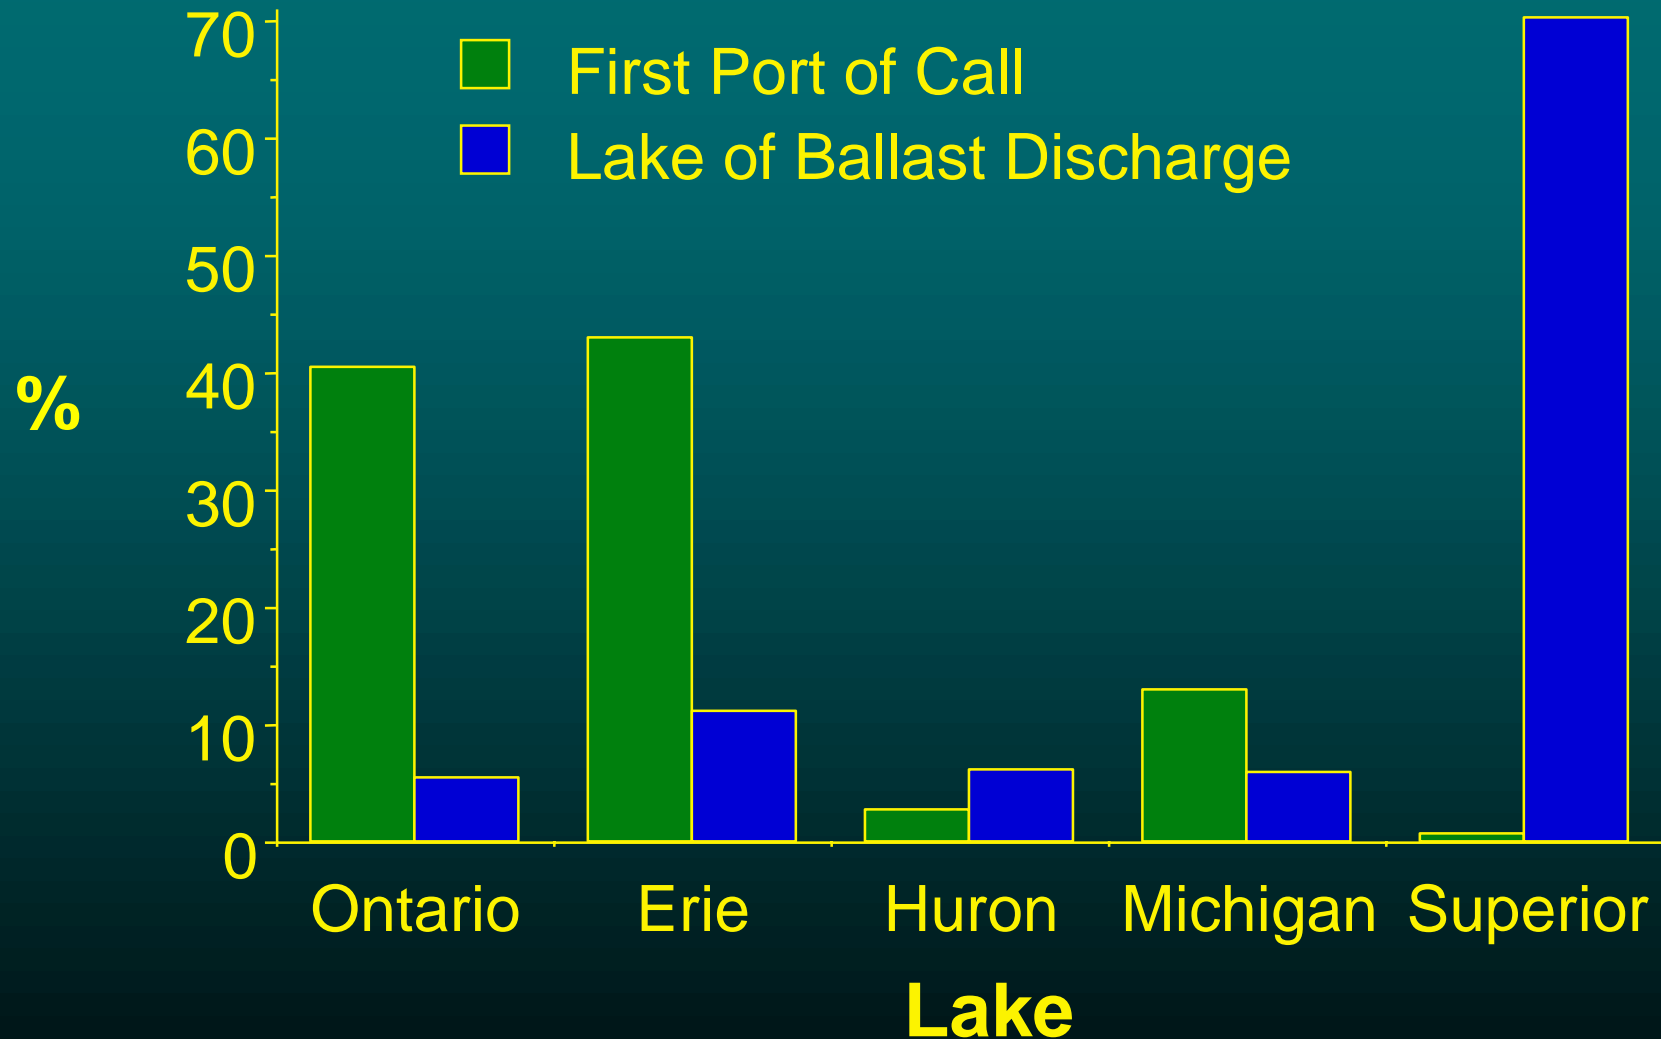 70
First Port of Call
60
Lake of Ballast Discharge
50
%
40
30
20
10
0
Ontario Erie Huron Michigan Superior
Lake